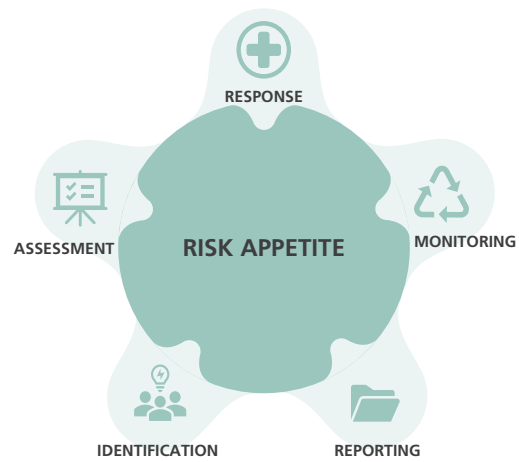 RESPONSE
ASSESSMENT
RISK APPETITE
MONITORING
IDENTIFICATION
REPORTING